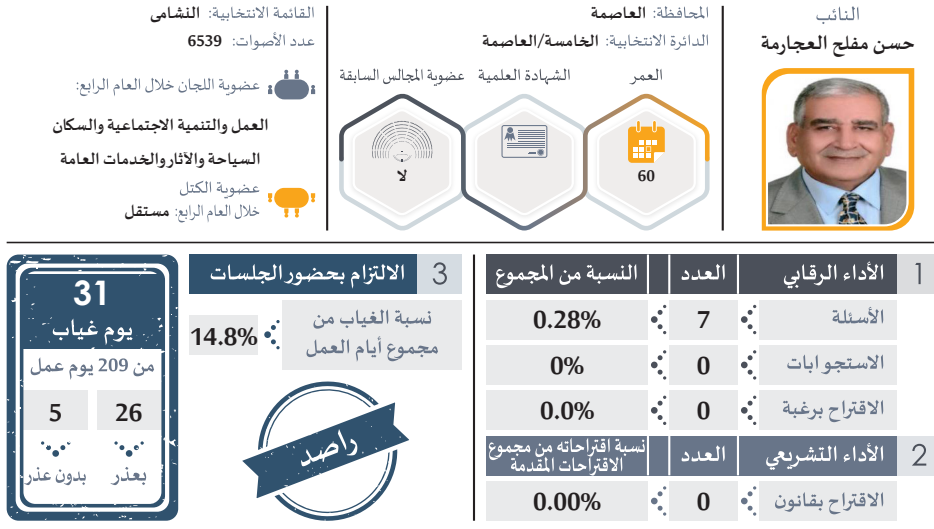 النائب
حسن مفلح العجارمة
المحافظة: العاصمة
الدائرة الانتخابية: الخامسة/العاصمة
العمر
الشهادة العلمية
عضوية المجالس السابقة
60
لا
القائمة الانتخابية: النشامى
عدد الأصوات: 6539
عضوية اللجان خلال العام الرابع:
العمل والتنمية الاجتماعية والسكان
السياحة والآثار والخدمات العامة
عضوية الكتل
خلال العام الرابع: مستقل
1 الأداء الرقابي العدد النسبة من المجموع
الأسئلة 7 0.28%
الاستجوابات 0 0%
الاقتراح برغبة 0 0.0%
2 الأداء التشريعي العدد نسبة اقتراحاته من مجموع
الاقتراحات المقدمة
الاقتراح بقانون 0 0.00%
3 الالتزام بحضور الجلسات
نسبة الغياب من
مجموع أيام العمل
14.8%
راصد
31
يوم غياب
من 209 يوم عمل
26 5
بعذر بدون عذر